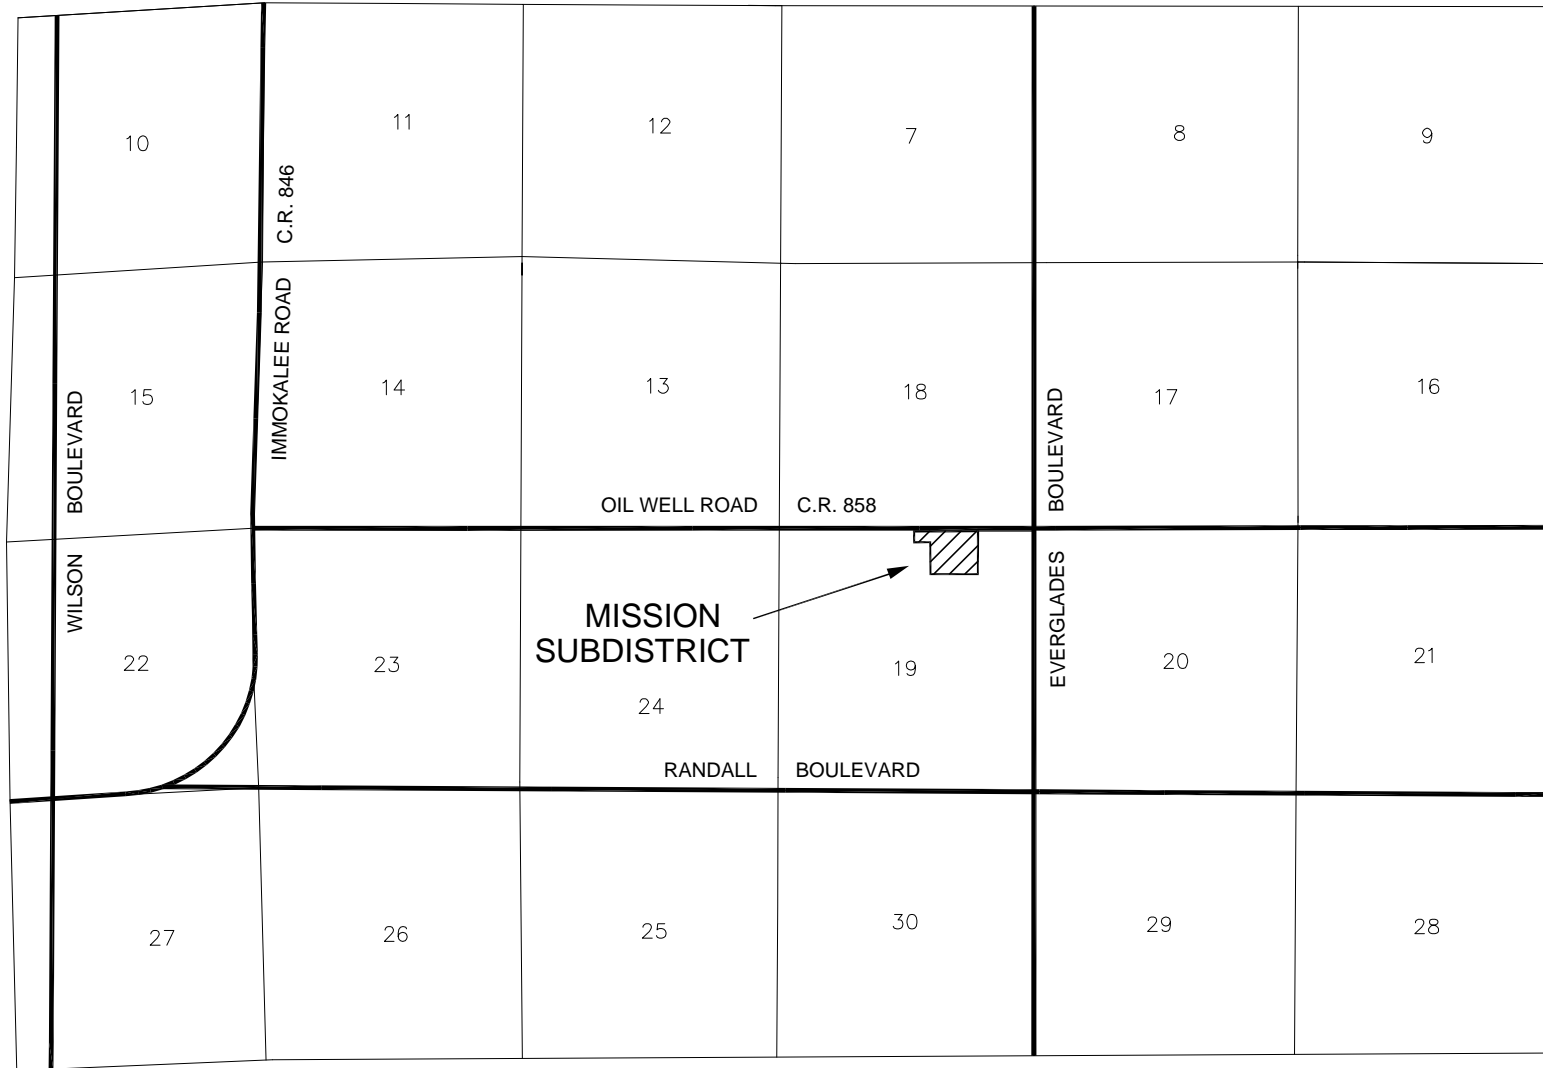 10
11
12
7
8
9
C.R. 846
IMMOKALEE ROAD
15
14
13
18
17
16
BOULEVARD
WILSON
BOULEVARD
EVERGLADES
OIL WELL ROAD
C.R. 858
MISSION
SUBDISTRICT
22
23
24
19
20
21
RANDALL
BOULEVARD
27
26
25
30
29
28